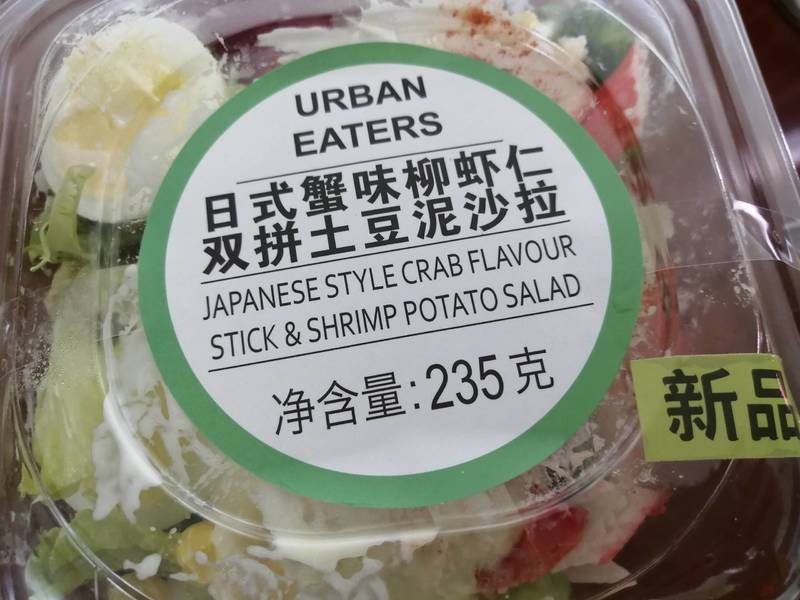 URBAN
EATERS
日式蟹味柳虾仁
双拼土豆泥沙拉
JAPANESE STYLE CRAB FLAVOUR
STICK & SHRIMP POTATO SALAD
净含量:235克
新品